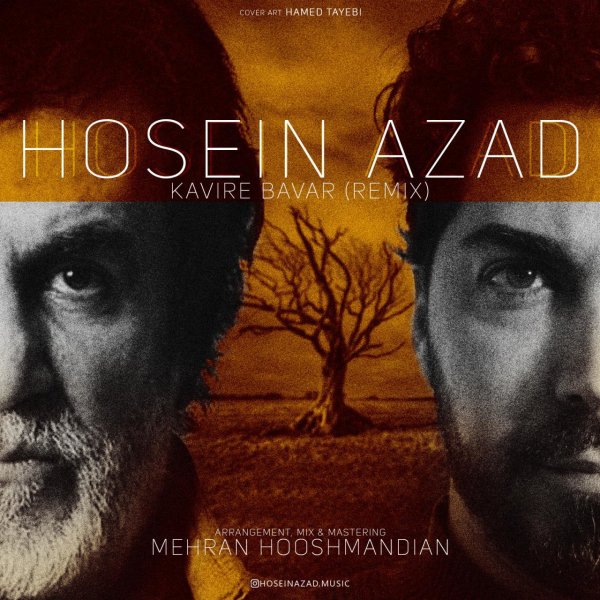 COVER ART HAMED TAYEBI
HOSEIN AZAD
KAVIRE BAVAR (REMIX)
ARRANGEMENT, MIX & MASTERING
MEHRAN HOOSHMANDIAN
HOSEINAZAD.MUSIC